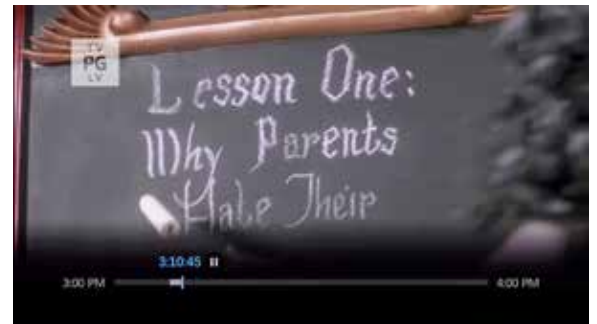 TV
PG
LV
Lesson One:
Why Parents
Hate Their
3:10:45
3:00 PM
4:00 PM